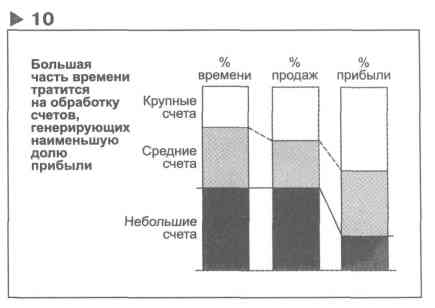 ▶ 10
Большая
часть времени
тратится
на обработку
счетов,
генерирующих
наименьшую
долю
прибыли
% времени
% продаж
% прибыли
Крупные
счета
Средние
счета
Небольшие
счета